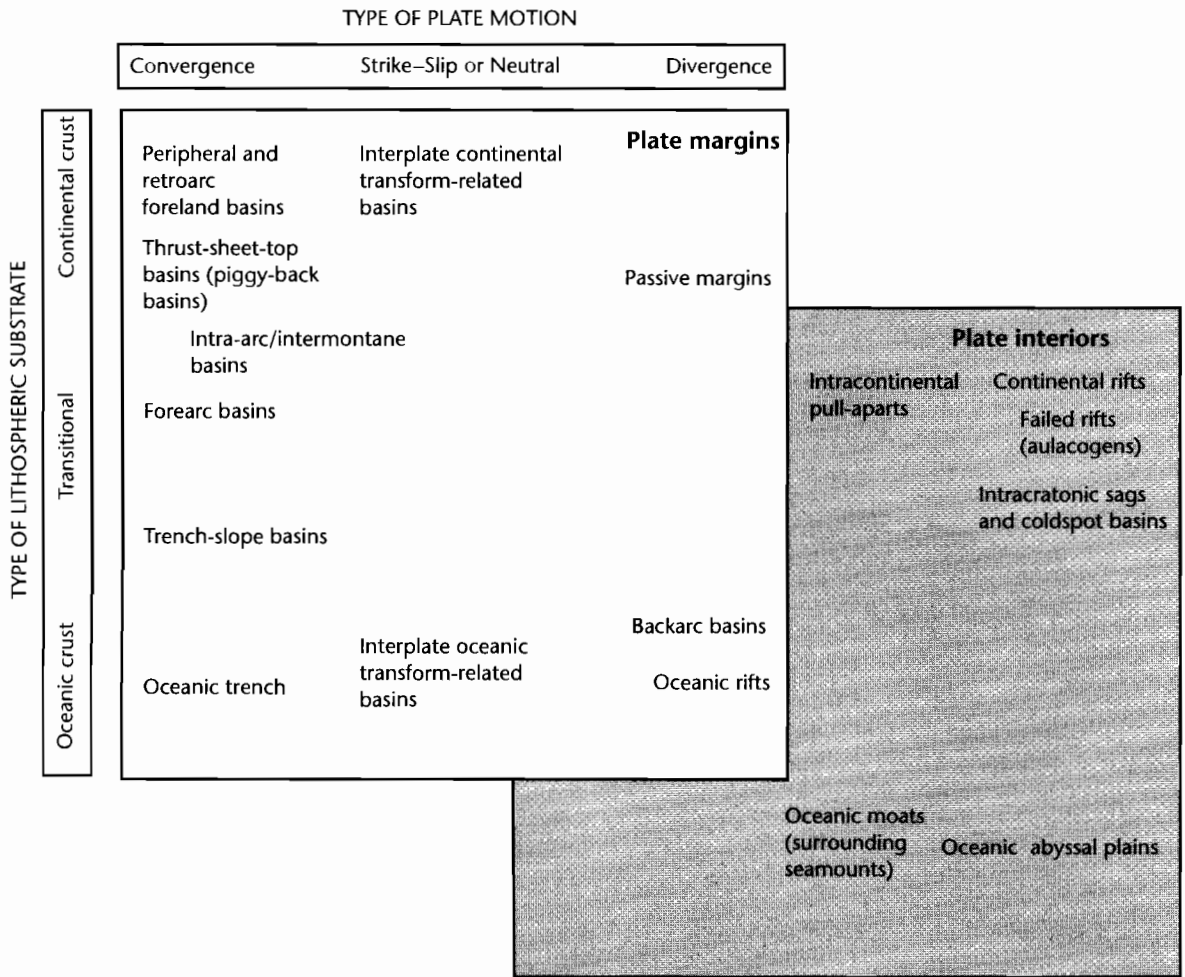 TYPE OF PLATE MOTION
Convergence
Strike–Slip or Neutral
Divergence
TYPE OF LITHOSPHERIC SUBSTRATE
Continental crust
Transitional
Oceanic crust
Plate margins
Peripheral and
retroarc
foreland basins
Interplate continental
transform-related
basins
Thrust-sheet-top
basins (piggy-back
basins)
Passive margins
Intra-arc/intermontane
basins
Forearc basins
Trench-slope basins
Backarc basins
Interplate oceanic
transform-related
basins
Oceanic trench
Oceanic rifts
Plate interiors
Intracontinental
pull-aparts
Continental rifts
Failed rifts
(aulacogens)
Intracratonic sags
and coldspot basins
Oceanic moats
(surrounding
seamounts)
Oceanic abyssal plains